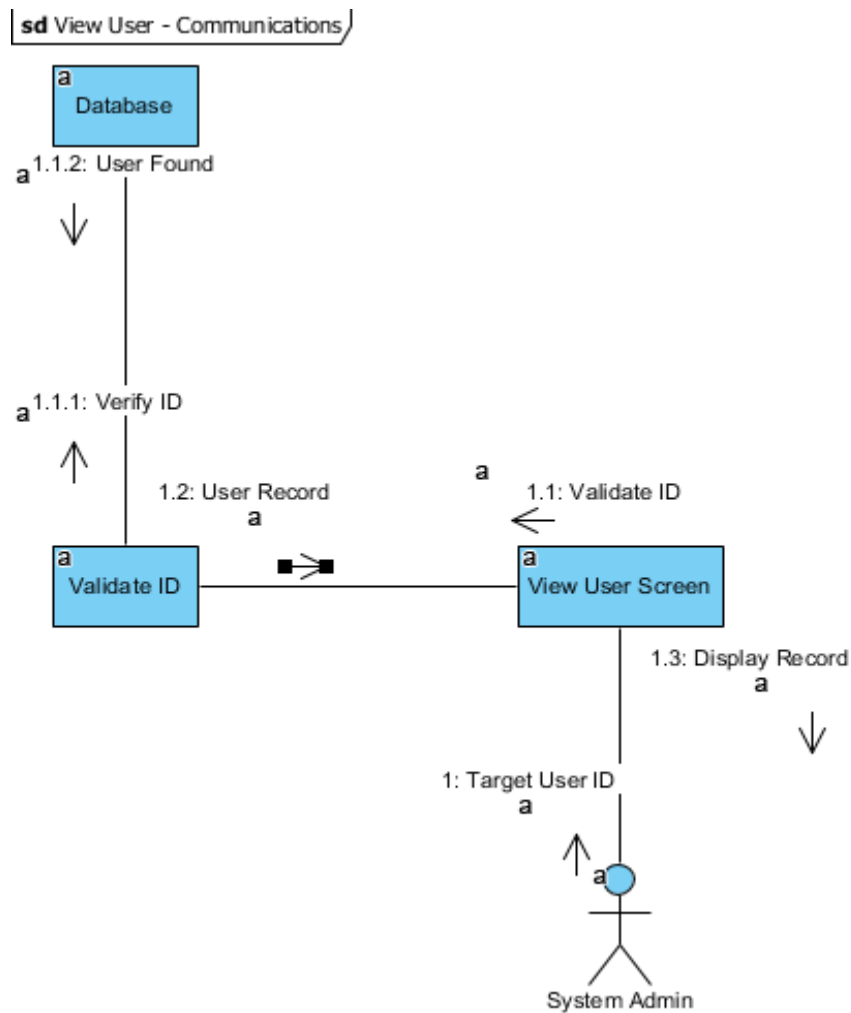 sd View User - Communications
a
Database
a
1.1.2: User Found
a
1.1.1: Verify ID
a
1.2: User Record
a
1.1: Validate ID
a
Validate ID
a
View User Screen
1.3: Display Record
a
1: Target User ID
a
a
System Admin